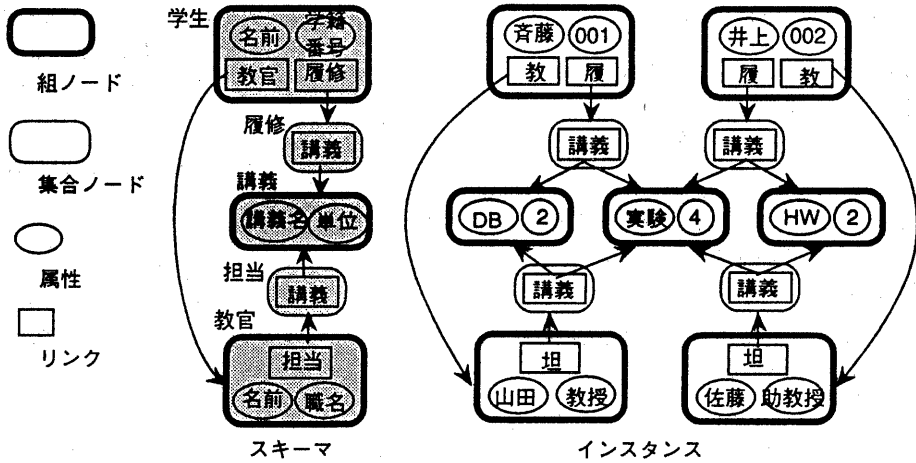 組ノード
集合ノード
属性
リンク
学生
名前
学籍
番号
教官
履修
履修
講義
講義
講義名
単位
担当
講義
教官
担当
名前
職名
スキーマ
斉藤
001
教
履
井上
002
履
教
講義
講義
DB
2
実験
4
HW
2
講義
講義
坦
山田
教授
坦
佐藤
助教授
インスタンス